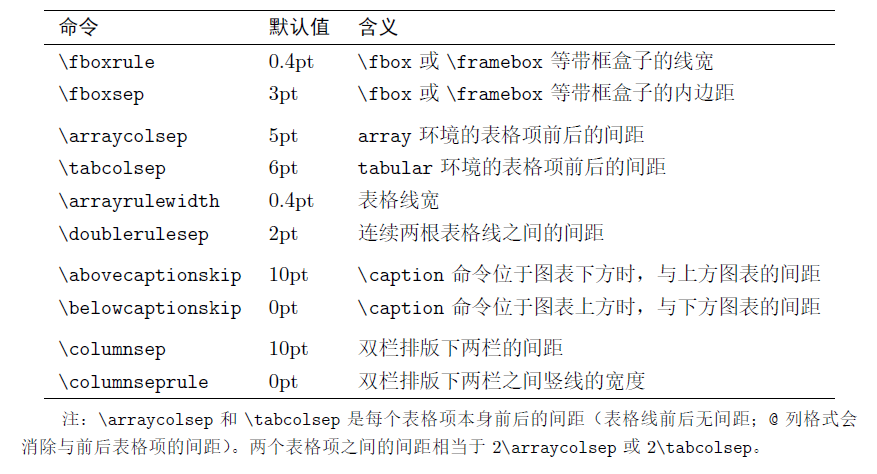 命令 默认值 含义
\fboxrule 0.4pt \fbox 或 \framebox 等带框盒子的线宽
\fboxsep 3pt \fbox 或 \framebox 等带框盒子的内边距
\arraycolsep 5pt array 环境的表格项前后的间距
\tabcolsep 6pt tabular 环境的表格项前后的间距
\arrayrulewidth 0.4pt 表格线宽
\doublerulesep 2pt 连续两根表格线之间的间距
\abovecaptionskip 10pt \caption 命令位于图表下方时，与上方图表的间距
\belowcaptionskip 0pt \caption 命令位于图表上方时，与下方图表的间距
\columnsep 10pt 双栏排版下两栏的间距
\columnseprule 0pt 双栏排版下两栏之间竖线的宽度
注：\arraycolsep 和 \tabcolsep 是每个表格项本身前后的间距（表格线前后无间距；@ 列格式会
消除与前后表格项的间距）。两个表格项之间的间距相当于 2\arraycolsep 或 2\tabcolsep。